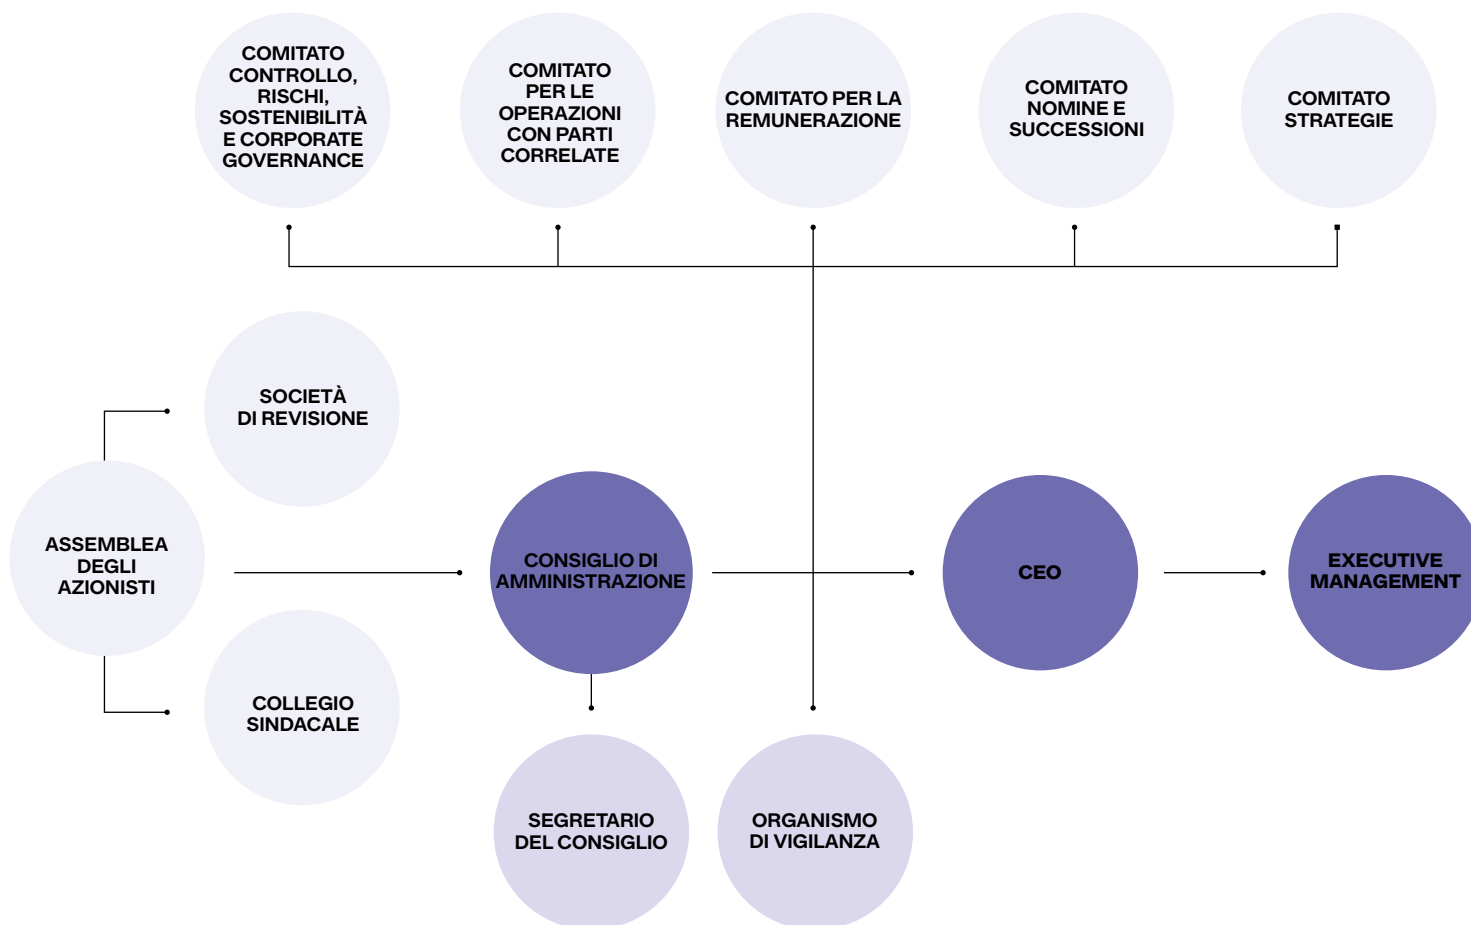 COMITATO
CONTROLLO,
RISCHI,
SOSTENIBILITÀ
E CORPORATE
GOVERNANCE
COMITATO
PER LE
OPERAZIONI
CON PARTI
CORRELATE
COMITATO PER LA
REMUNERAZIONE
COMITATO
NOMINE E
SUCCESSIONI
COMITATO
STRATEGIE
SOCIETÀ
DI REVISIONE
ASSEMBLEA
DEGLI
AZIONISTI
CONSIGLIO DI
AMMINISTRAZIONE
CEO
EXECUTIVE
MANAGEMENT
COLLEGIO
SINDACALE
SEGRETARIO
DEL CONSIGLIO
ORGANISMO
DI VIGILANZA